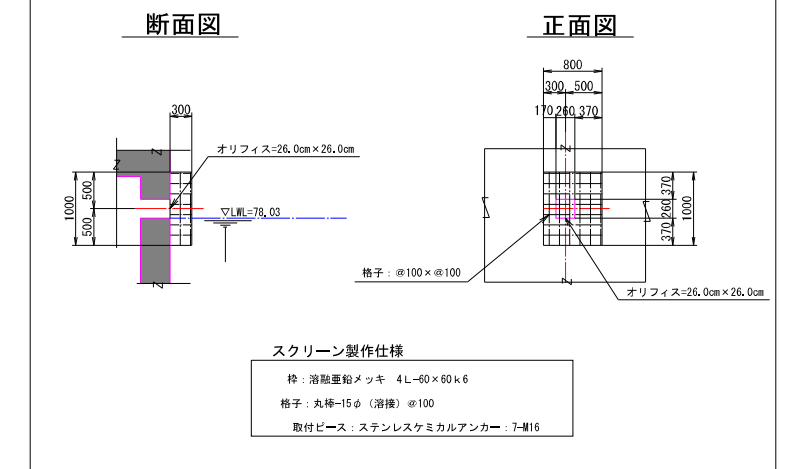 断面図
正面図
800
300 500
170 260 370
300
オリフィス=26.0cm×26.0cm
1000
500
500
▽LWL=78.03
370
260
370
1000
格子：@100×@100
オリフィス=26.0cm×26.0cm
スクリーン製作仕様
枠：溶融亜鉛メッキ 4L-60×60k6
格子：丸棒-15φ（溶接）@100
取付ピース：ステンレスケミカルアンカー：7-M16